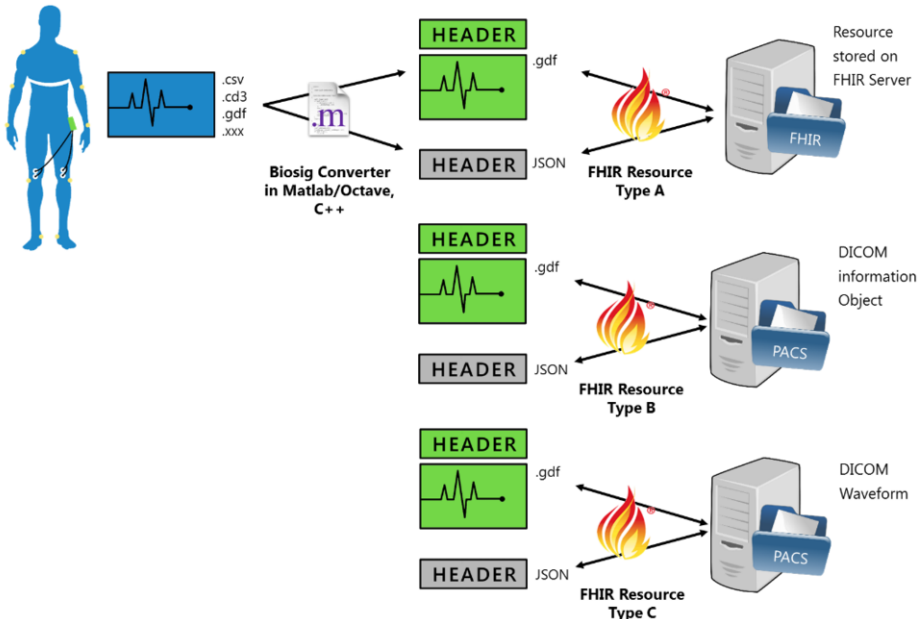 .csv
.cd3
.gdf
.xxx
.m
Biosig Converter
in Matlab/Octave,
C++
HEADER
.gdf
HEADER JSON
®
FHIR Resource
Type A
FHIR
Resource
stored on
FHIR Server
HEADER
.gdf
HEADER JSON
®
FHIR Resource
Type B
PACS
DICOM
information
Object
HEADER
.gdf
HEADER JSON
®
FHIR Resource
Type C
PACS
DICOM
Waveform